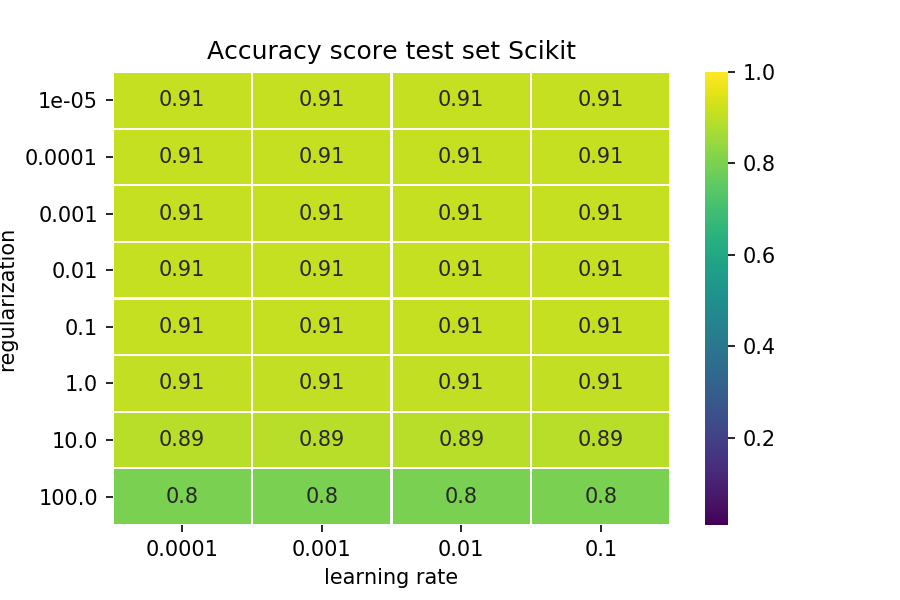 Accuracy score test set Scikit
regularization
1e-05 0.91 0.91 0.91 0.91
0.0001 0.91 0.91 0.91 0.91
0.001 0.91 0.91 0.91 0.91
0.01 0.91 0.91 0.91 0.91
0.1 0.91 0.91 0.91 0.91
1.0 0.91 0.91 0.91 0.91
10.0 0.89 0.89 0.89 0.89
100.0 0.8 0.8 0.8 0.8
0.0001 0.001 0.01 0.1
learning rate
1.0
0.8
0.6
0.4
0.2